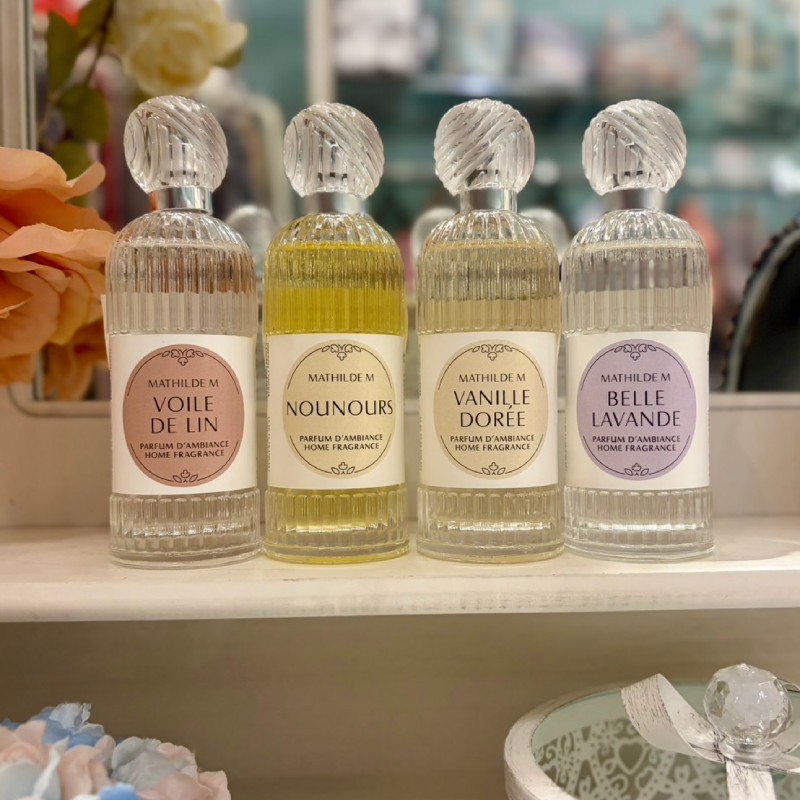 MATHILDE M
VOILE
DE LIN
PARFUM D'AMBIANCE
HOME FRAGRANCE
MATHILDE M
NOUNOURS
PARFUM D'AMBIANCE
HOME FRAGRANCE
MATHILDE M
VANILLE
DORÉE
PARFUM D'AMBIANCE
HOME FRAGRANCE
MATHILDE M
BELLE
LAVANDE
PARFUM D'AMBIANCE
HOME FRAGRANCE